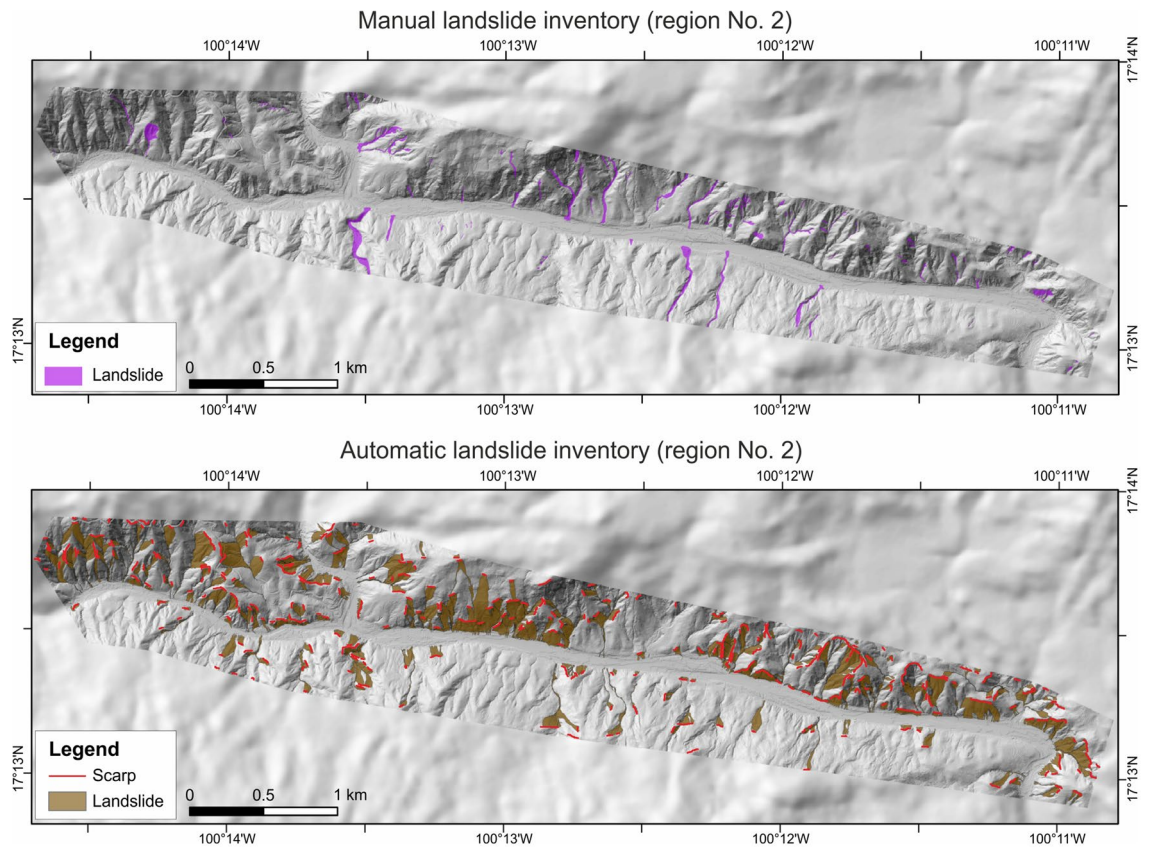 Manual landslide inventory (region No. 2)
100°14'W 100°13'W 100°12'W 100°11'W
17°14'N
17°13'N
17°13'N
Legend
Landslide
0 0.5 1 km
100°14'W 100°13'W 100°12'W 100°11'W
Automatic landslide inventory (region No. 2)
100°14'W 100°13'W 100°12'W 100°11'W
17°14'N
17°13'N
17°13'N
Legend
Scarp
Landslide
0 0.5 1 km
100°14'W 100°13'W 100°12'W 100°11'W